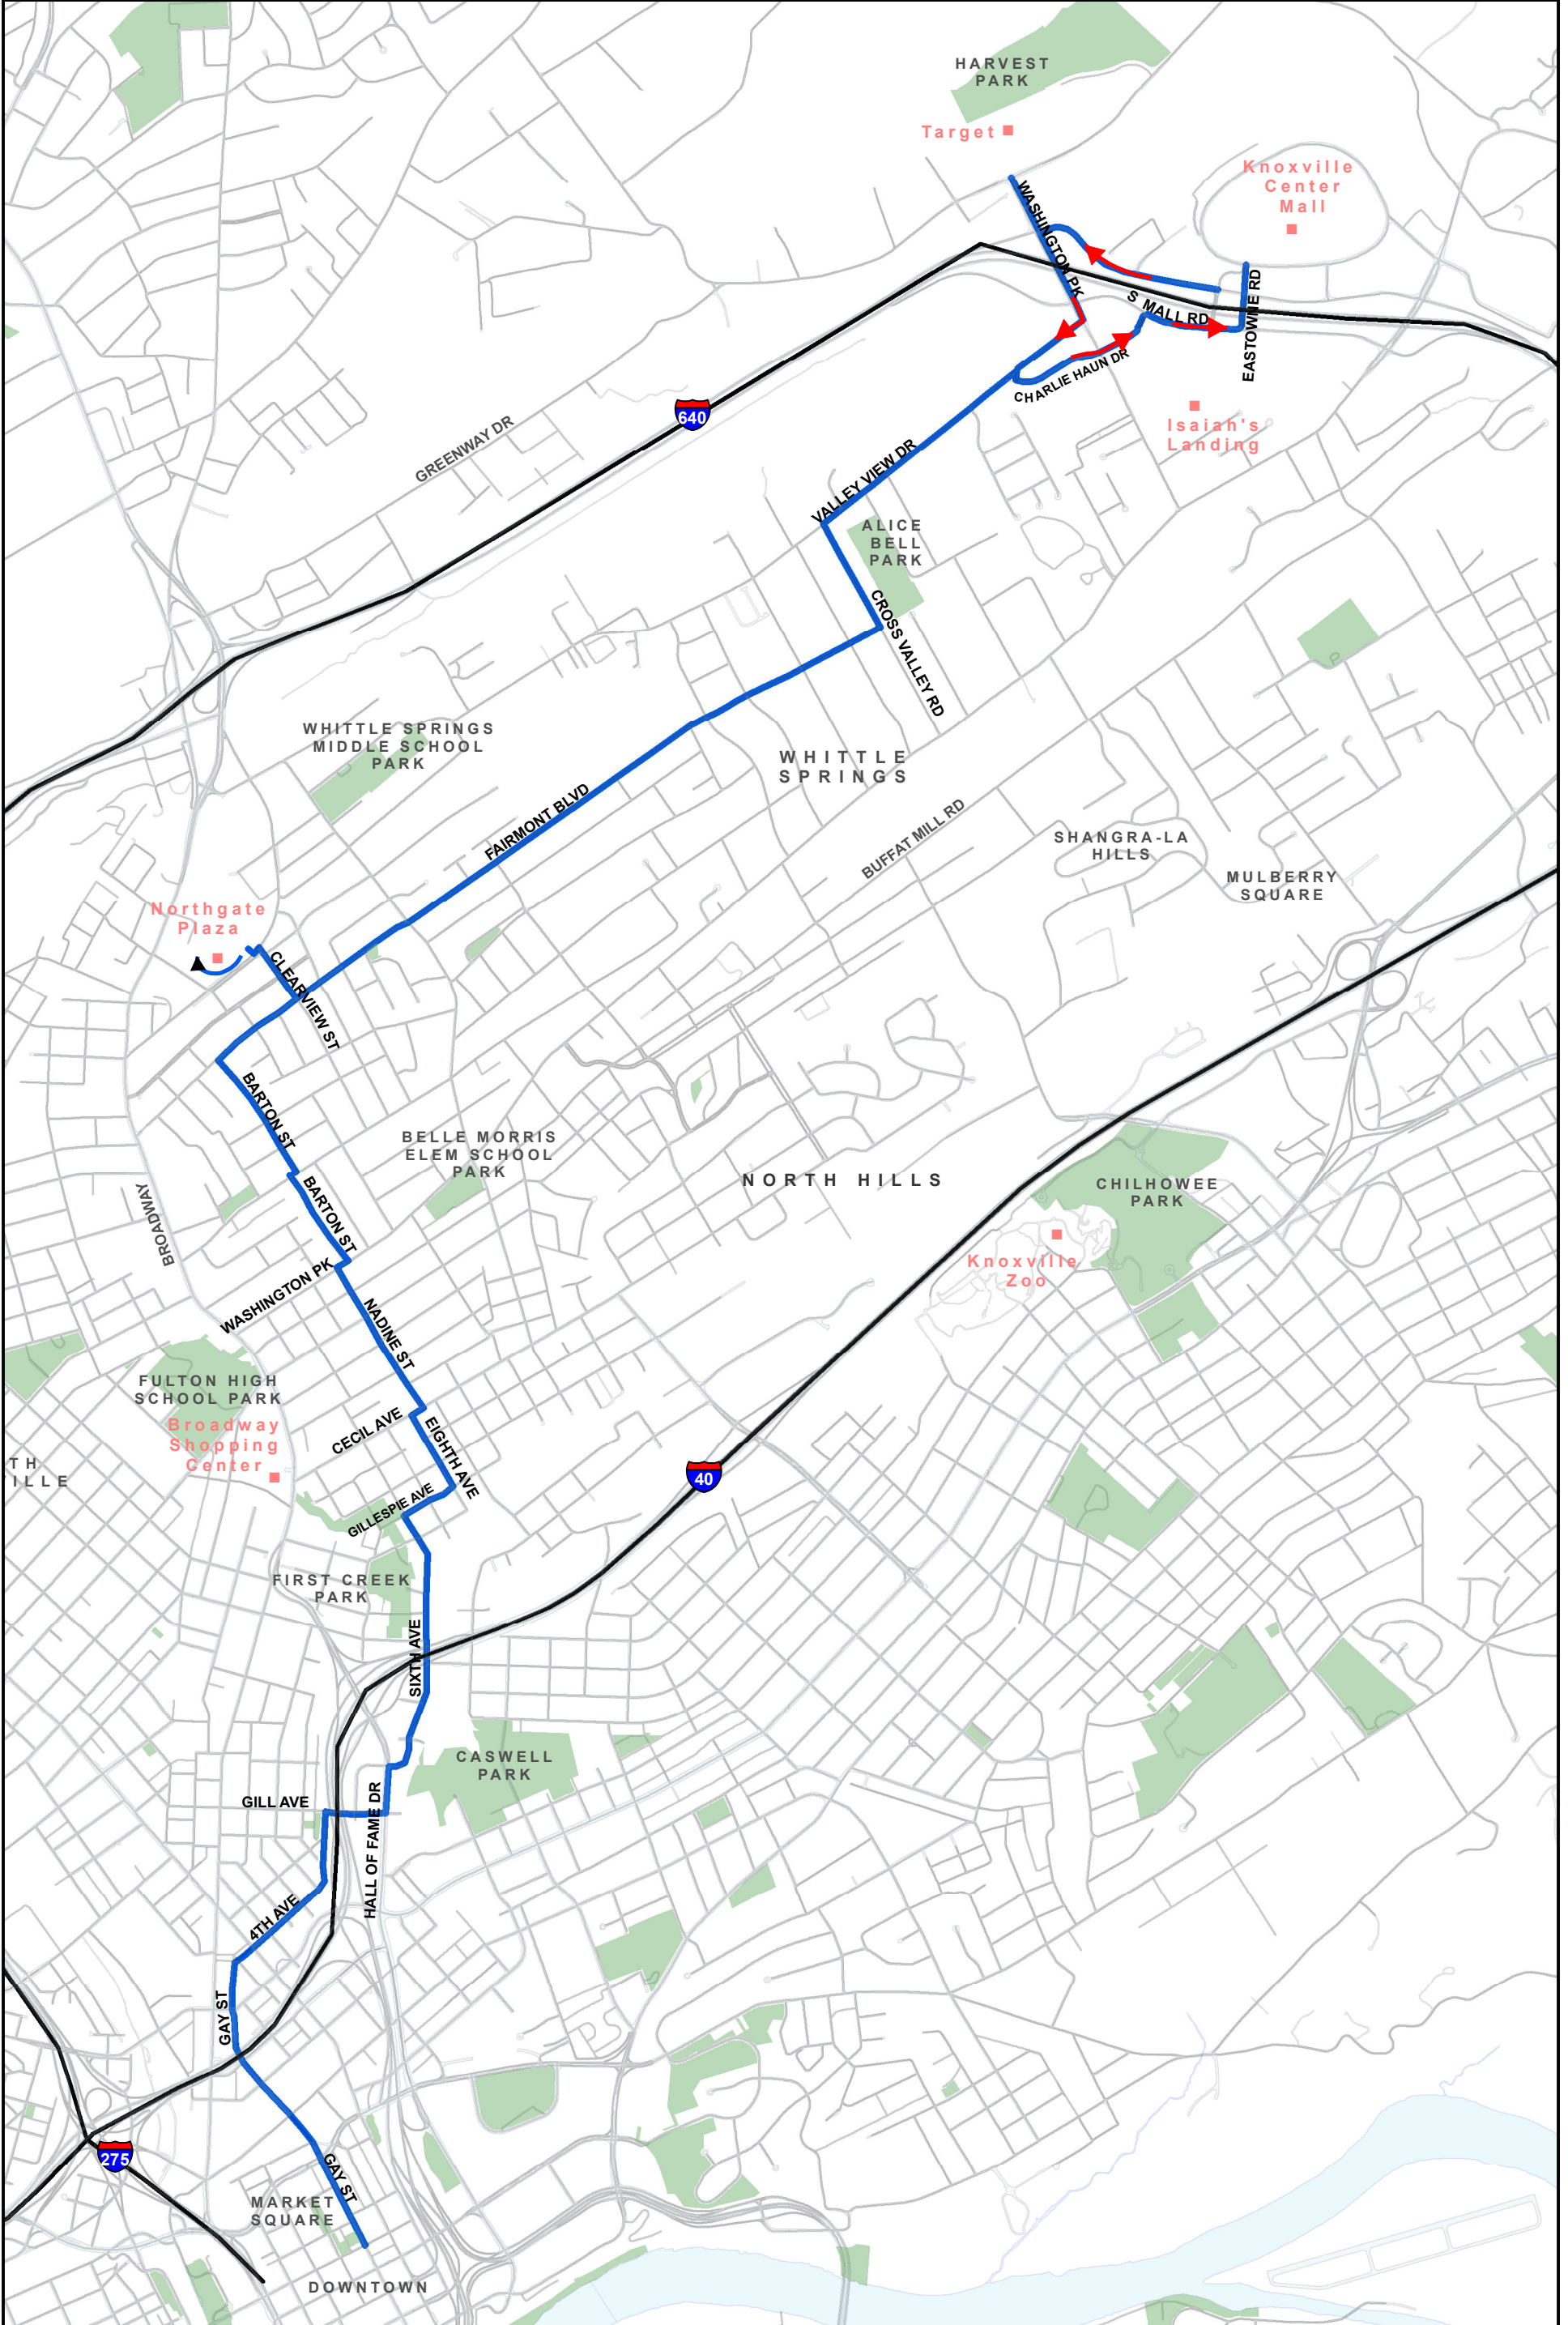 HARVEST
PARK
Target
Knoxville
Center
Mall
WASHINGTON PK
S MALL RD
EASTOWNE RD
CHARLIE HAUN DR
Isaiah's
Landing
640
GREENWAY DR
VALLEY VIEW DR
ALICE
BELL
PARK
CROSS VALLEY RD
WHITTLE SPRINGS
MIDDLE SCHOOL
PARK
WHITTLE
SPRINGS
FAIRMONT BLVD
BUFFAT MILL RD
SHANGRA-LA
HILLS
MULBERRY
SQUARE
Northgate
Plaza
CLEARVIEW ST
BARTON ST
BELLE MORRIS
ELEM SCHOOL
PARK
NORTH HILLS
CHILHOWEE
PARK
BROADWAY
BARTON ST
Knoxville
Zoo
WASHINGTON PK
NADINE ST
FULTON HIGH
SCHOOL PARK
Broadway
Shopping
Center
CECIL AVE
EIGHTH AVE
TH
ILLE
40
GILLESPIE AVE
FIRST CREEK
PARK
SIXTH AVE
CASWELL
PARK
GILL AVE
HALL OF FAME DR
4TH AVE
GAY ST
275
GAY ST
MARKET
SQUARE
DOWNTOWN